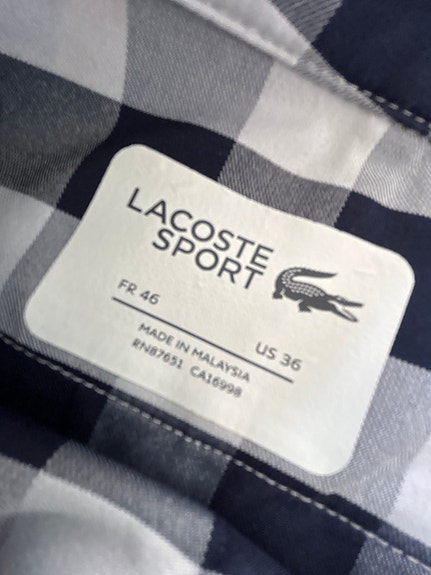 LACOSTE
SPORT
FR 46
US 36
MADE IN MALAYSIA
RN87651 CA16998